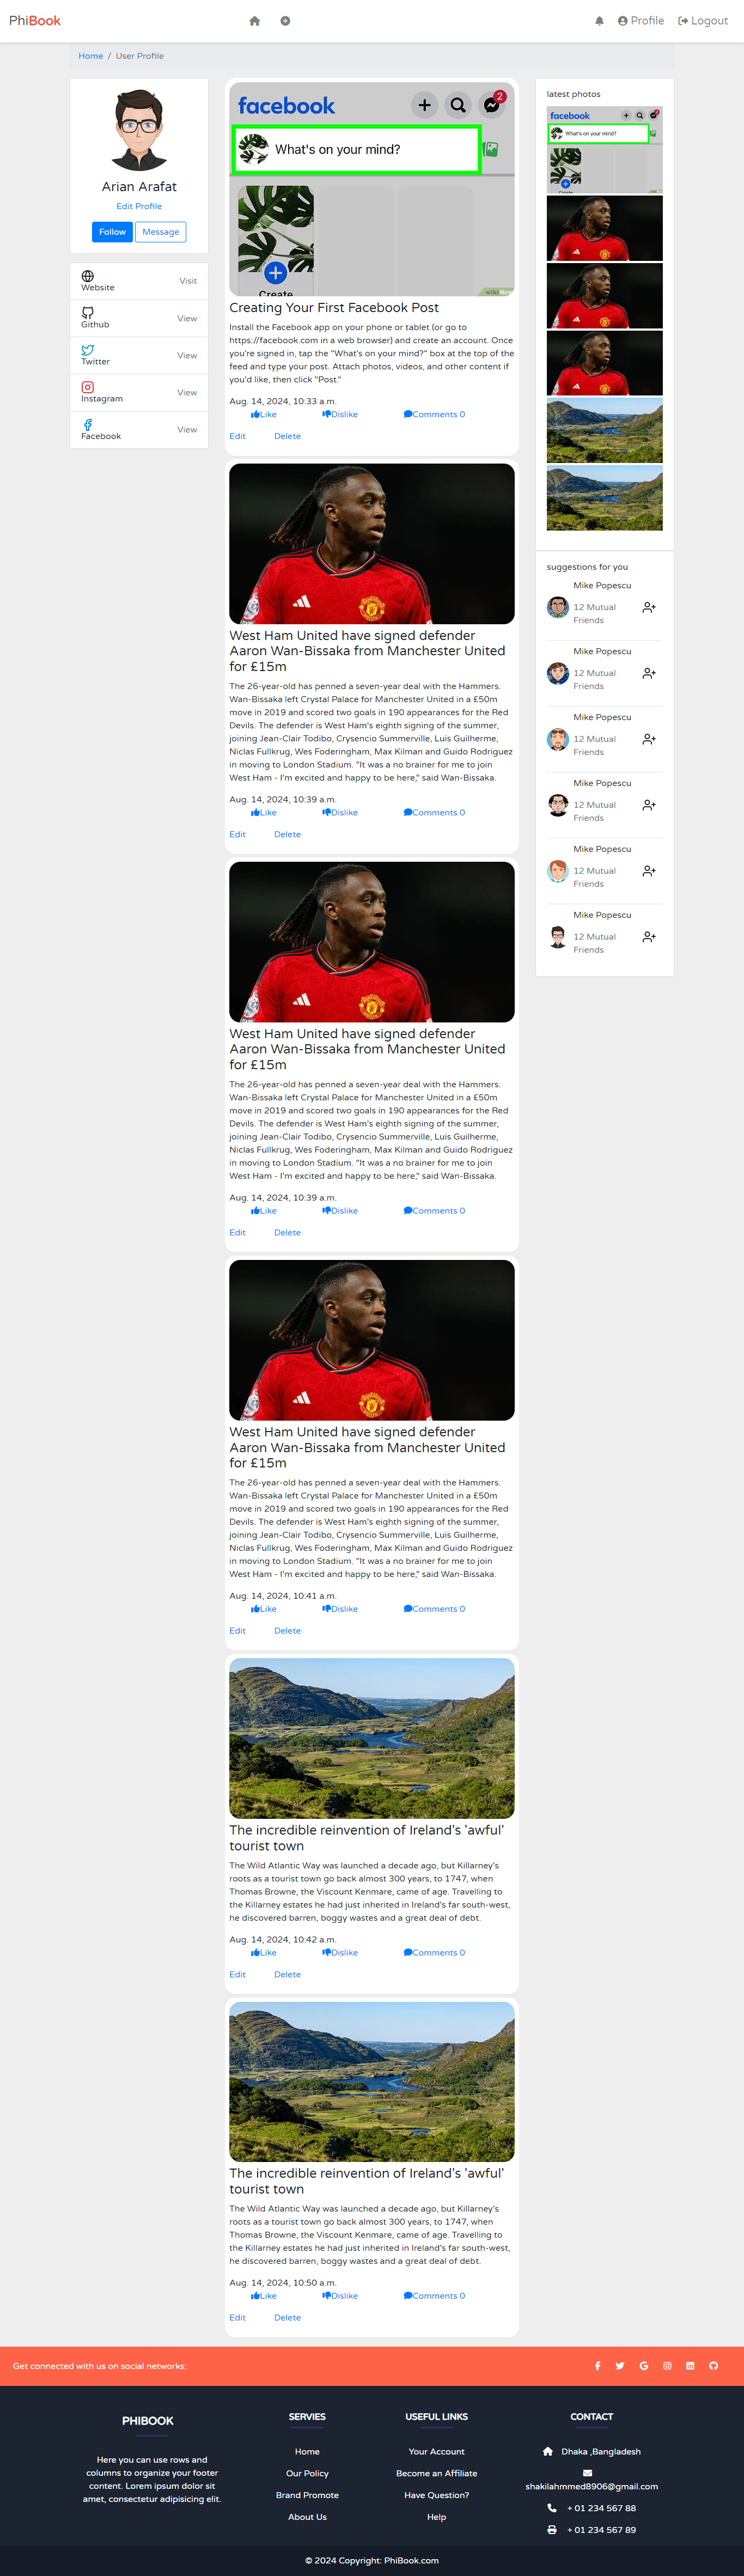 PhiBook
Profile
Logout
Home / User Profile
Arian Arafat
Edit Profile
Follow
Message
Website
Visit
Github
View
Twitter
View
Instagram
View
Facebook
View
facebook
2
What's on your mind?
Create
Creating Your First Facebook Post
Install the Facebook app on your phone or tablet (or go to
https://facebook.com in a web browser) and create an account. Once
you're signed in, tap the "What's on your mind?" box at the top of the
feed and type your post. Attach photos, videos, and other content if
you'd like, then click "Post."
Aug. 14, 2024, 10:33 a.m.
Like Dislike Comments 0
Edit Delete
West Ham United have signed defender
Aaron Wan-Bissaka from Manchester United
for £15m
The 26-year-old has penned a seven-year deal with the Hammers.
Wan-Bissaka left Crystal Palace for Manchester United in a £50m
move in 2019 and scored two goals in 190 appearances for the Red
Devils. The defender is West Ham's eighth signing of the summer,
joining Jean-Clair Todibo, Crysencio Summerville, Luis Guilherme,
Niclas Fullkrug, Wes Foderingham, Max Kilman and Guido Rodriguez
in moving to London Stadium. "It was a no brainer for me to join
West Ham - I'm excited and happy to be here," said Wan-Bissaka.
Aug. 14, 2024, 10:39 a.m.
Like Dislike Comments 0
Edit Delete
West Ham United have signed defender
Aaron Wan-Bissaka from Manchester United
for £15m
The 26-year-old has penned a seven-year deal with the Hammers.
Wan-Bissaka left Crystal Palace for Manchester United in a £50m
move in 2019 and scored two goals in 190 appearances for the Red
Devils. The defender is West Ham's eighth signing of the summer,
joining Jean-Clair Todibo, Crysencio Summerville, Luis Guilherme,
Niclas Fullkrug, Wes Foderingham, Max Kilman and Guido Rodriguez
in moving to London Stadium. "It was a no brainer for me to join
West Ham - I'm excited and happy to be here," said Wan-Bissaka.
Aug. 14, 2024, 10:39 a.m.
Like Dislike Comments 0
Edit Delete
West Ham United have signed defender
Aaron Wan-Bissaka from Manchester United
for £15m
The 26-year-old has penned a seven-year deal with the Hammers.
Wan-Bissaka left Crystal Palace for Manchester United in a £50m
move in 2019 and scored two goals in 190 appearances for the Red
Devils. The defender is West Ham's eighth signing of the summer,
joining Jean-Clair Todibo, Crysencio Summerville, Luis Guilherme,
Niclas Fullkrug, Wes Foderingham, Max Kilman and Guido Rodriguez
in moving to London Stadium. "It was a no brainer for me to join
West Ham - I'm excited and happy to be here," said Wan-Bissaka.
Aug. 14, 2024, 10:41 a.m.
Like Dislike Comments 0
Edit Delete
The incredible reinvention of Ireland's 'awful'
tourist town
The Wild Atlantic Way was launched a decade ago, but Killarney's
roots as a tourist town go back almost 300 years, to 1747, when
Thomas Browne, the Viscount Kenmare, came of age. Travelling to
the Killarney estates he had just inherited in Ireland's far south-west,
he discovered barren, boggy wastes and a great deal of debt.
Aug. 14, 2024, 10:42 a.m.
Like Dislike Comments 0
Edit Delete
The incredible reinvention of Ireland's 'awful'
tourist town
The Wild Atlantic Way was launched a decade ago, but Killarney's
roots as a tourist town go back almost 300 years, to 1747, when
Thomas Browne, the Viscount Kenmare, came of age. Travelling to
the Killarney estates he had just inherited in Ireland's far south-west,
he discovered barren, boggy wastes and a great deal of debt.
Aug. 14, 2024, 10:50 a.m.
Like Dislike Comments 0
Edit Delete
latest photos
facebook
What's on your mind?
suggestions for you
Mike Popescu
12 Mutual
Friends
Mike Popescu
12 Mutual
Friends
Mike Popescu
12 Mutual
Friends
Mike Popescu
12 Mutual
Friends
Mike Popescu
12 Mutual
Friends
Mike Popescu
12 Mutual
Friends
Get connected with us on social networks:
PHIBOOK
Here you can use rows and
columns to organize your footer
content. Lorem ipsum dolor sit
amet, consectetur adipisicing elit.
SERVIES
Home
Our Policy
Brand Promote
About Us
USEFUL LINKS
Your Account
Become an Affiliate
Have Question?
Help
CONTACT
Dhaka ,Bangladesh
shakilahmmed8906@gmail.com
+ 01 234 567 88
+ 01 234 567 89
© 2024 Copyright: PhiBook.com